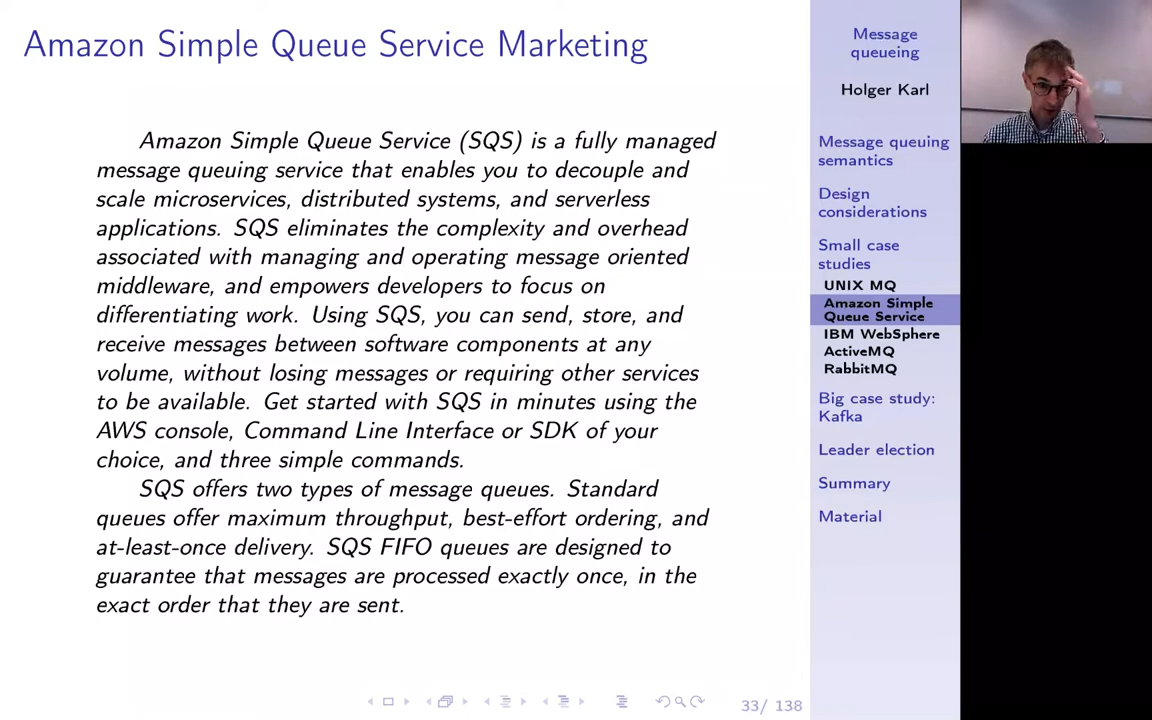 Amazon Simple Queue Service Marketing
Amazon Simple Queue Service (SQS) is a fully managed
message queuing service that enables you to decouple and
scale microservices, distributed systems, and serverless
applications. SQS eliminates the complexity and overhead
associated with managing and operating message oriented
middleware, and empowers developers to focus on
differentiating work. Using SQS, you can send, store, and
receive messages between software components at any
volume, without losing messages or requiring other services
to be available. Get started with SQS in minutes using the
AWS console, Command Line Interface or SDK of your
choice, and three simple commands.
SQS offers two types of message queues. Standard
queues offer maximum throughput, best-effort ordering, and
at-least-once delivery. SQS FIFO queues are designed to
guarantee that messages are processed exactly once, in the
exact order that they are sent.
33/ 138
Message
queueing
Holger Karl
Message queuing
semantics
Design
considerations
Small case
studies
UNIX MQ
Amazon Simple
Queue Service
IBM WebSphere
ActiveMQ
RabbitMQ
Big case study:
Kafka
Leader election
Summary
Material